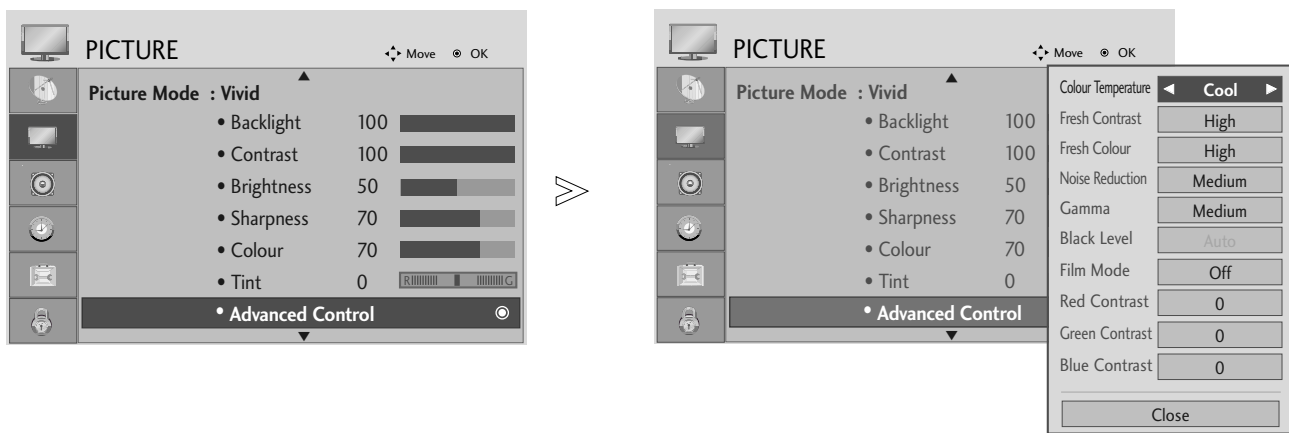 PICTURE
Move OK
Picture Mode : Vivid
• Backlight 100
• Contrast 100
• Brightness 50
• Sharpness 70
• Colour 70
• Tint 0 R G
• Advanced Control
PICTURE
Move OK
Picture Mode : Vivid
• Backlight 100
• Contrast 100
• Brightness 50
• Sharpness 70
• Colour 70
• Tint 0
• Advanced Control
Colour Temperature Cool
Fresh Contrast High
Fresh Colour High
Noise Reduction Medium
Gamma Medium
Black Level Auto
Film Mode Off
Red Contrast 0
Green Contrast 0
Blue Contrast 0
Close